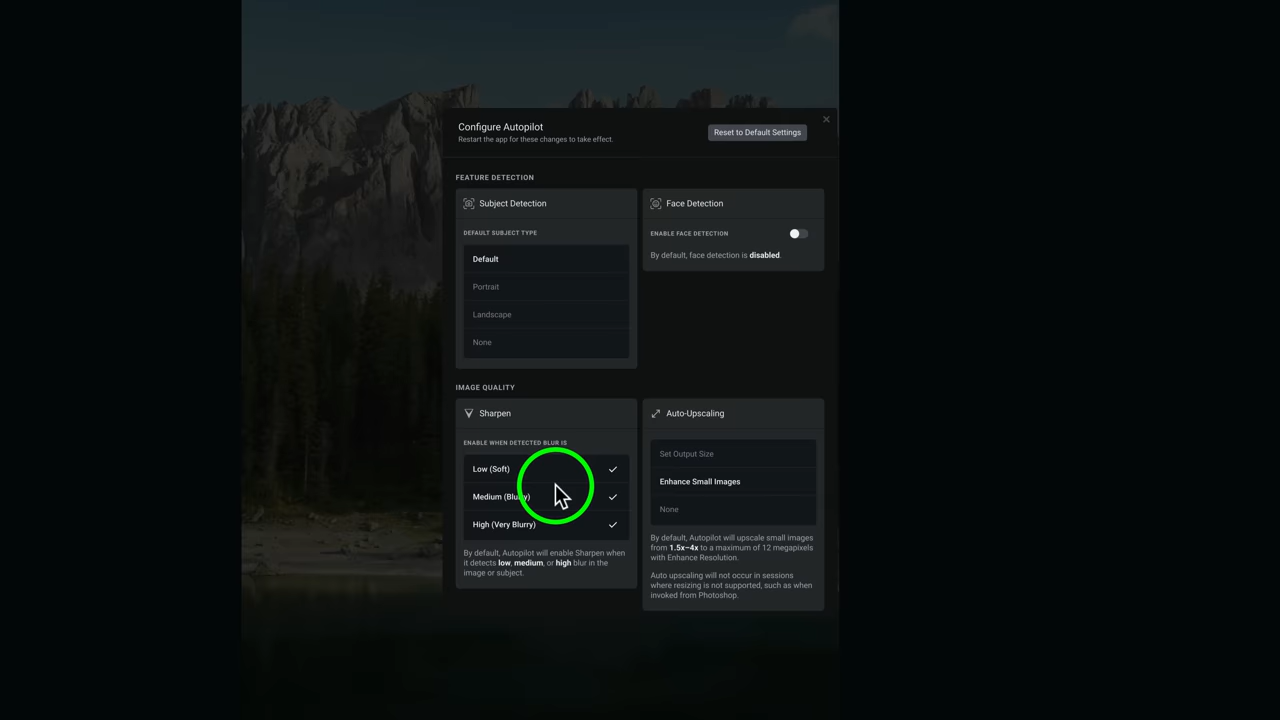 Configure Autopilot
Restart the app for these changes to take effect.
Reset to Default Settings
FEATURE DETECTION
Subject Detection
DEFAULT SUBJECT TYPE
Default
Portrait
Landscape
None
Face Detection
ENABLE FACE DETECTION
By default, face detection is disabled.
IMAGE QUALITY
Sharpen
ENABLE WHEN DETECTED BLUR IS
Low (Soft)
Medium (Blurry)
High (Very Blurry)
By default, Autopilot will enable Sharpen when
it detects low, medium, or high blur in the
image or subject.
Auto-Upscaling
Set Output Size
Enhance Small Images
None
By default, Autopilot will upscale small images
from 1.5x–4x to a maximum of 12 megapixels
with Enhance Resolution.
Auto upscaling will not occur in sessions
where resizing is not supported, such as when
invoked from Photoshop.